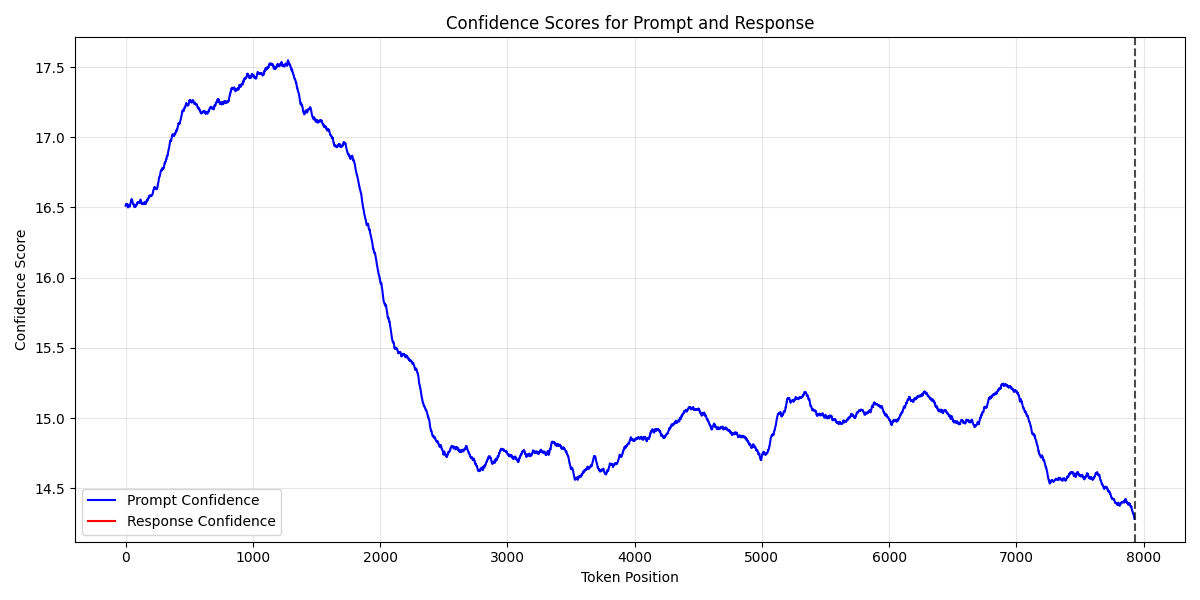 Confidence Scores for Prompt and Response
Confidence Score
17.5
17.0
16.5
16.0
15.5
15.0
14.5
Prompt Confidence
Response Confidence
0 1000 2000 3000 4000 5000 6000 7000 8000
Token Position